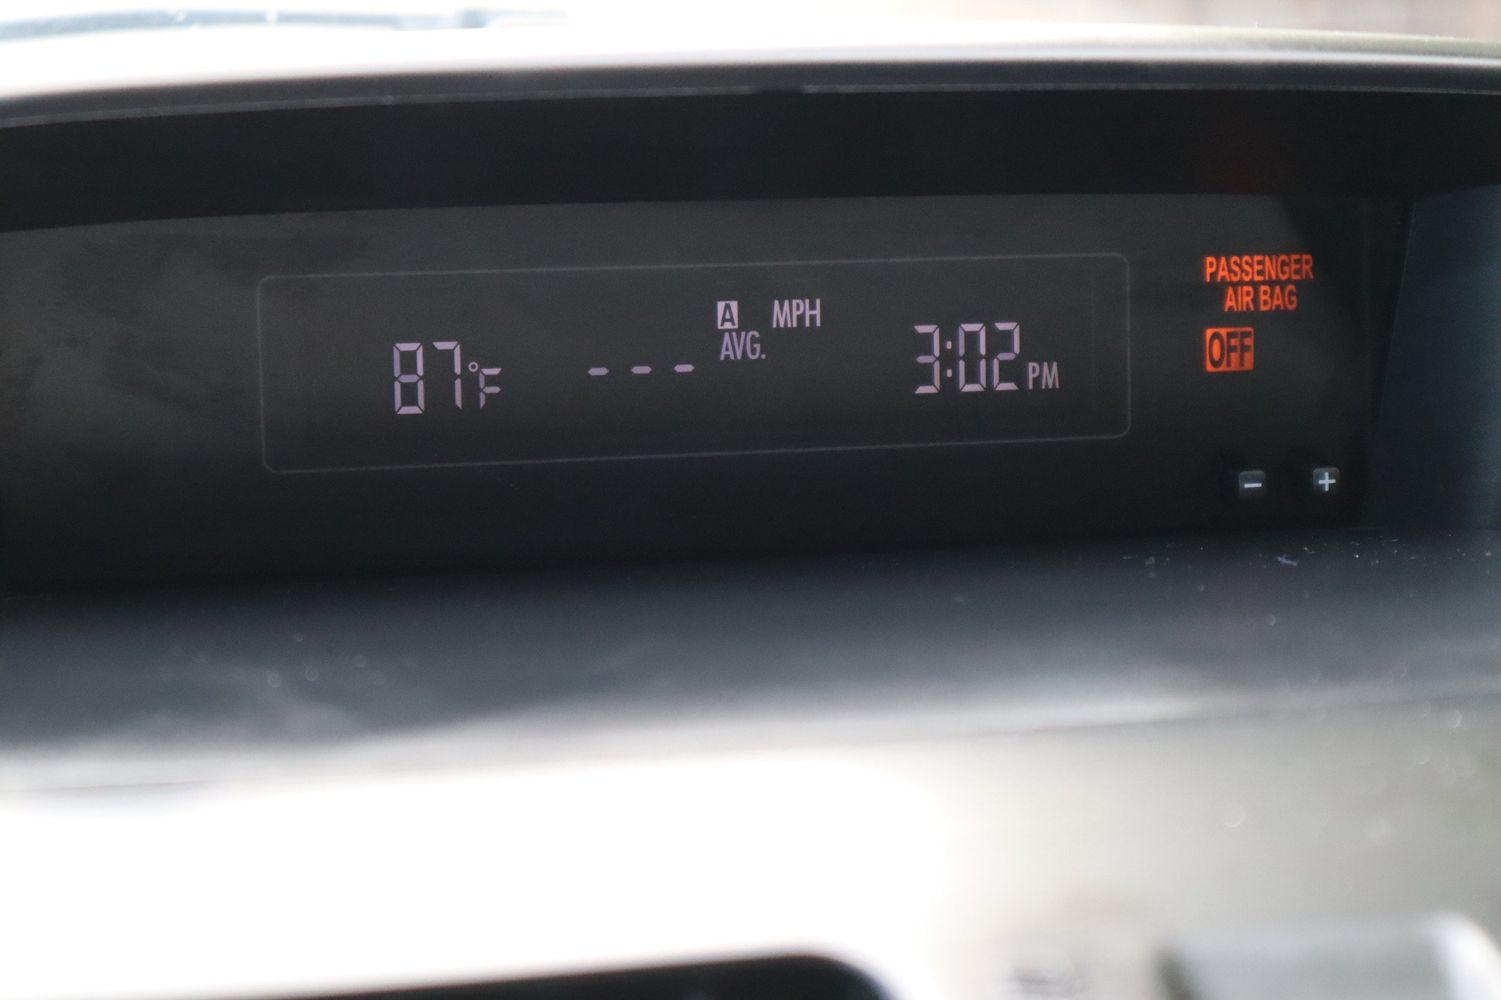 87°F
--- 
A MPH
AVG.
3:02 PM
PASSENGER
AIR BAG
OFF
− +